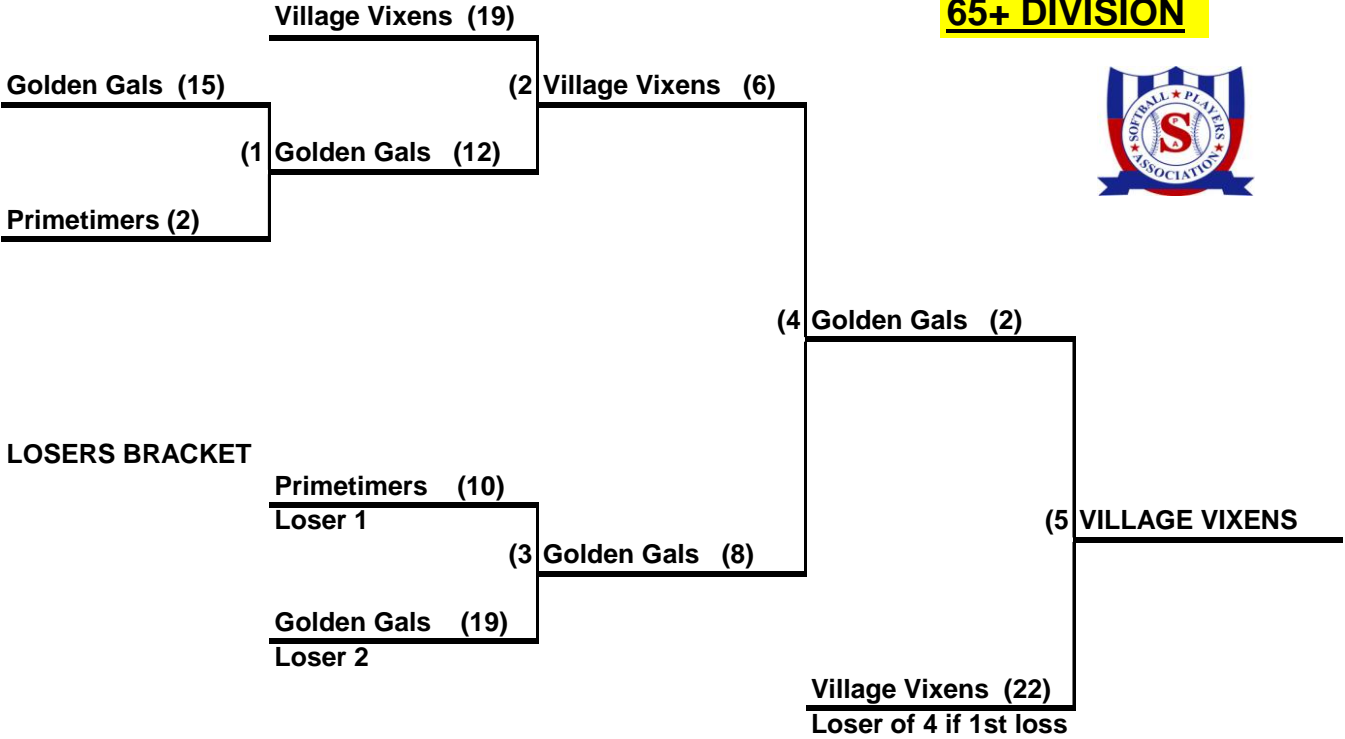 Village Vixens (19)
65+ DIVISION
Golden Gals (15)
(2 Village Vixens (6)
(1 Golden Gals (12)
Primetimers (2)
SOFTBALL ★ PLAYERS ★ ASSOCIATION ★
P
S
A
(4 Golden Gals (2)
LOSERS BRACKET
Primetimers (10)
Loser 1
(5 VILLAGE VIXENS
(3 Golden Gals (8)
Golden Gals (19)
Loser 2
Village Vixens (22)
Loser of 4 if 1st loss